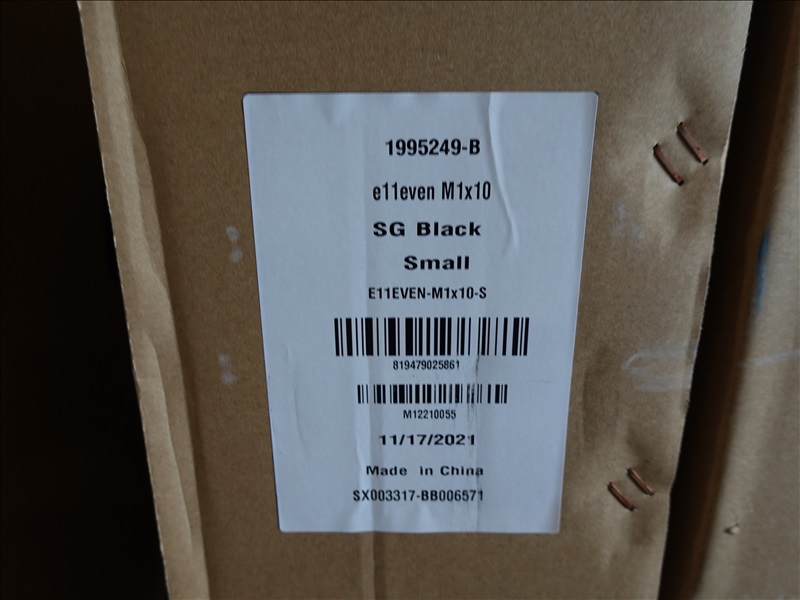 1995249-B
e11even M1x10
SG Black
Small
E11EVEN-M1x10-S
819479025861
M12210055
11/17/2021
Made in China
SX003317-BB006571